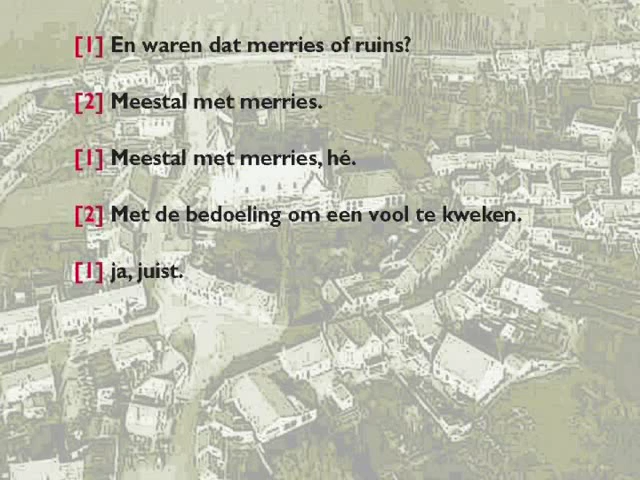 [1] En waren dat merries of ruins?
[2] Meestal met merries.
[1] Meestal met merries, hé.
[2] Met de bedoeling om een vool te kweken.
[1] ja, juist.